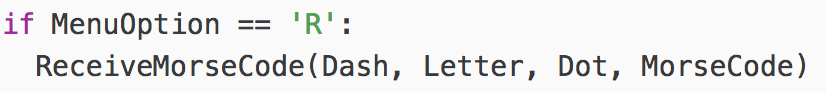 if MenuOption == 'R':
  ReceiveMorseCode(Dash, Letter, Dot, MorseCode)